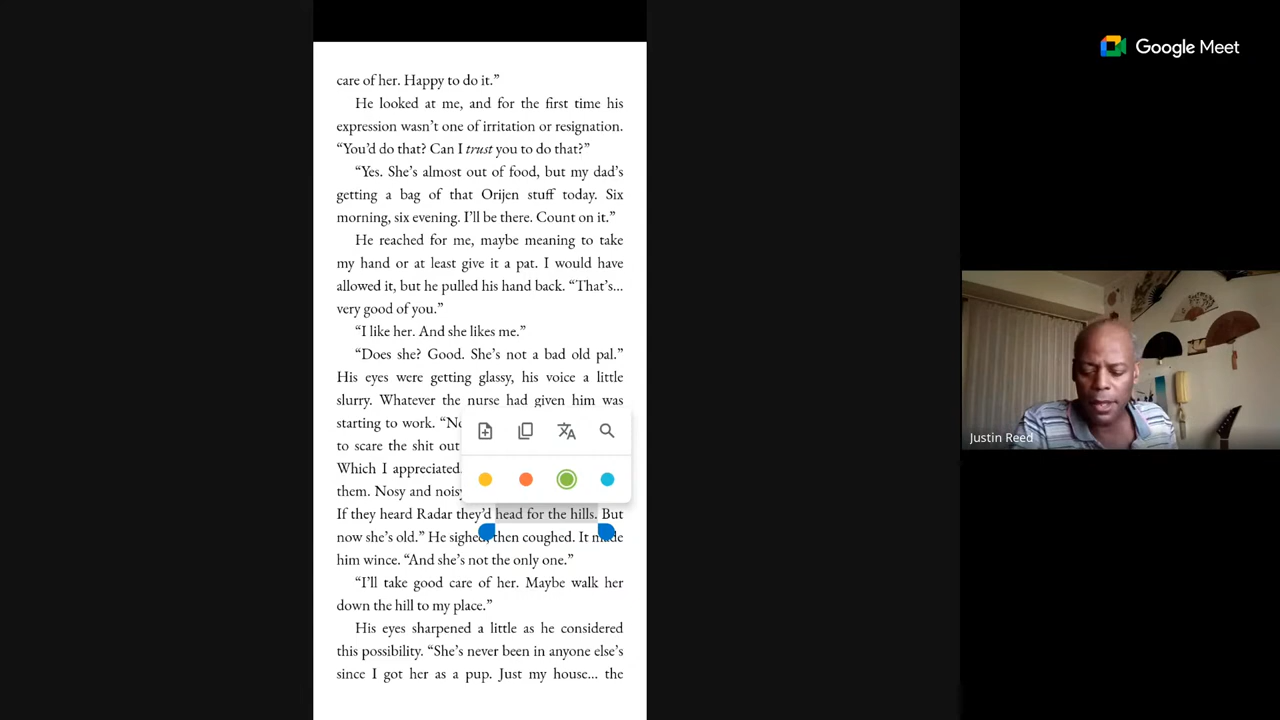 care of her. Happy to do it.”
He looked at me, and for the first time his
expression wasn’t one of irritation or resignation.
“You’d do that? Can I trust you to do that?”
“Yes. She’s almost out of food, but my dad’s
getting a bag of that Orijen stuff today. Six
morning, six evening. I’ll be there. Count on it.”
He reached for me, maybe meaning to take
my hand or at least give it a pat. I would have
allowed it, but he pulled his hand back. “That’s…
very good of you.”
“I like her. And she likes me.”
“Does she? Good. She’s not a bad old pal.”
His eyes were getting glassy, his voice a little
slurry. Whatever the nurse had given him was
starting to work. “No
to scare the shit out
Which I appreciated.
them. Nosy and noisy
If they heard Radar they’d head for the hills. But
now she’s old.” He sighed, then coughed. It made
him wince. “And she’s not the only one.”
“I’ll take good care of her. Maybe walk her
down the hill to my place.”
His eyes sharpened a little as he considered
this possibility. “She’s never been in anyone else’s
since I got her as a pup. Just my house… the
Google Meet
Justin Reed